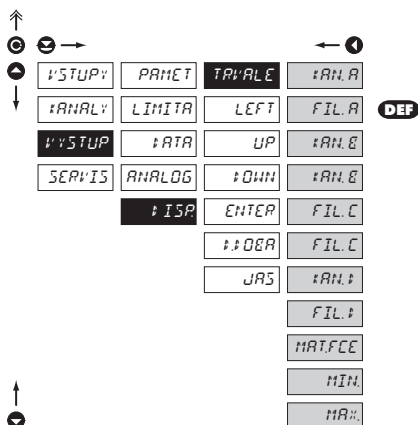 VSTUPY PAMET TRVALE KAN. A
KANALY LIMITA LEFT FIL. A DEF
VYSTUP DATA UP KAN. B
SERVIS ANALOG DOWN KAN. B
DISP. ENTER FIL. C
D.DOBA FIL. C
JAS KAN. D
FIL. D
MAT.FCE
MIN.
MAX.